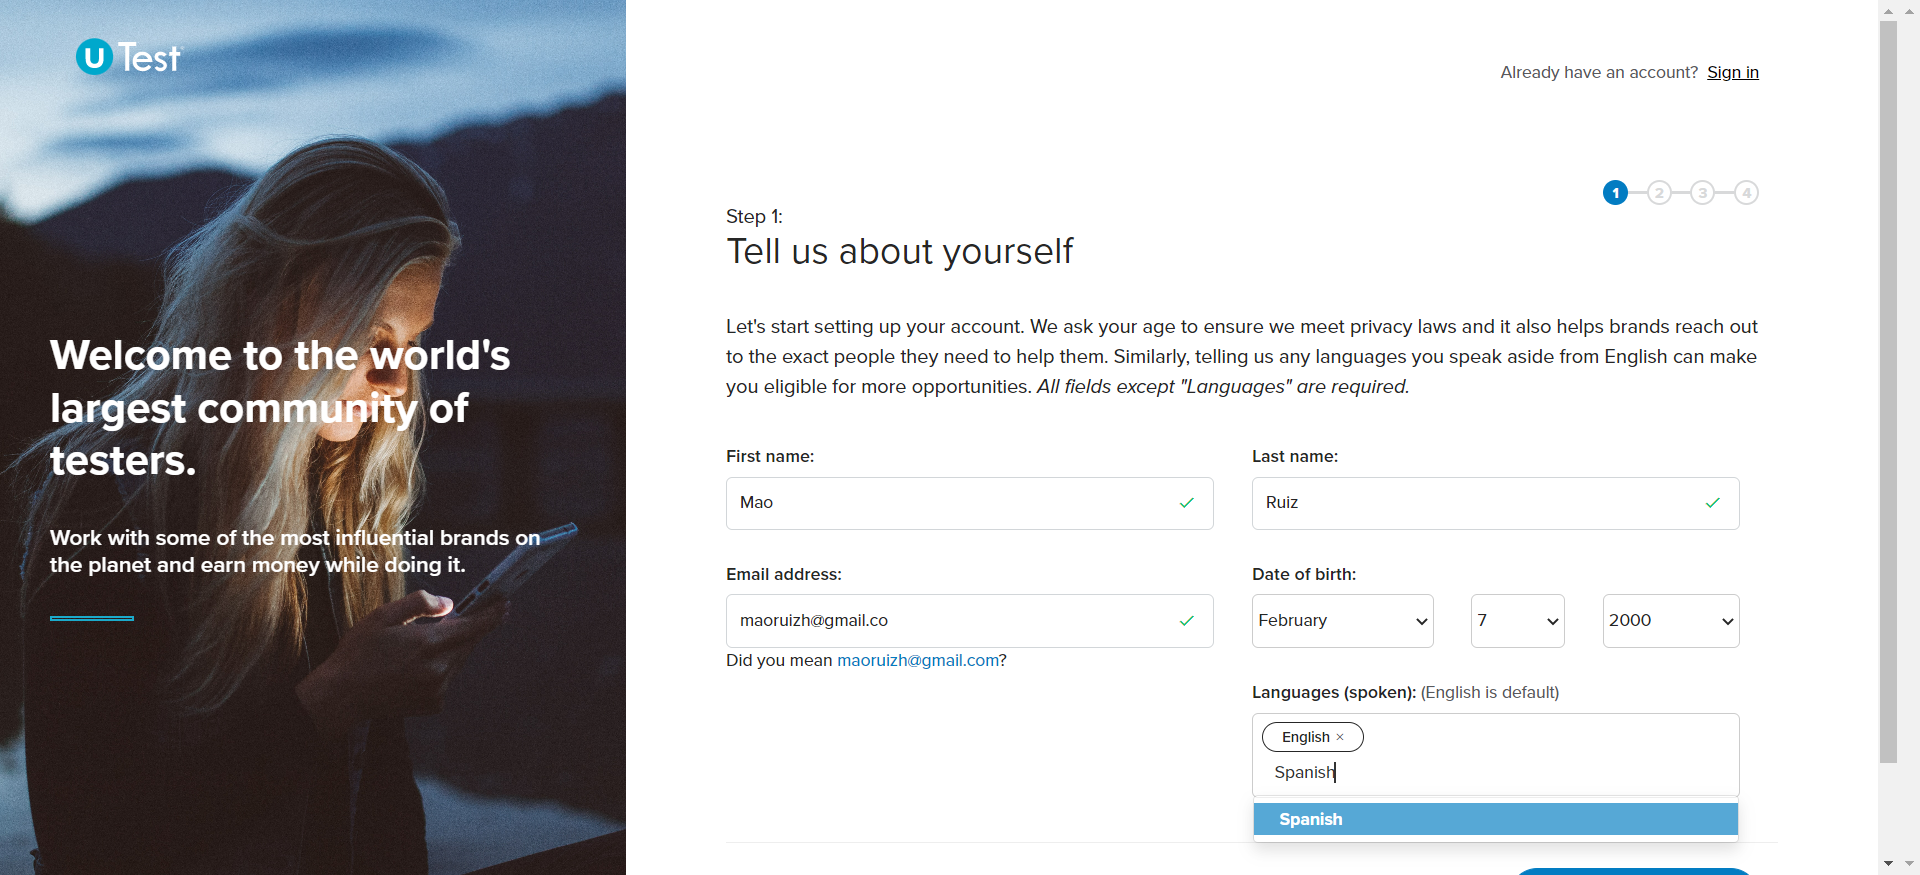 U Test
Already have an account? Sign in
1 2 3 4
Step 1:
Tell us about yourself
Let's start setting up your account. We ask your age to ensure we meet privacy laws and it also helps brands reach out
to the exact people they need to help them. Similarly, telling us any languages you speak aside from English can make
you eligible for more opportunities. All fields except "Languages" are required.
Welcome to the world's
largest community of
testers.
Work with some of the most influential brands on
the planet and earn money while doing it.
First name:
Last name:
Mao
Ruiz
Email address:
Date of birth:
maoruizh@gmail.co
February
7
2000
Did you mean maoruizh@gmail.com?
Languages (spoken): (English is default)
English ×
Spanish
Spanish